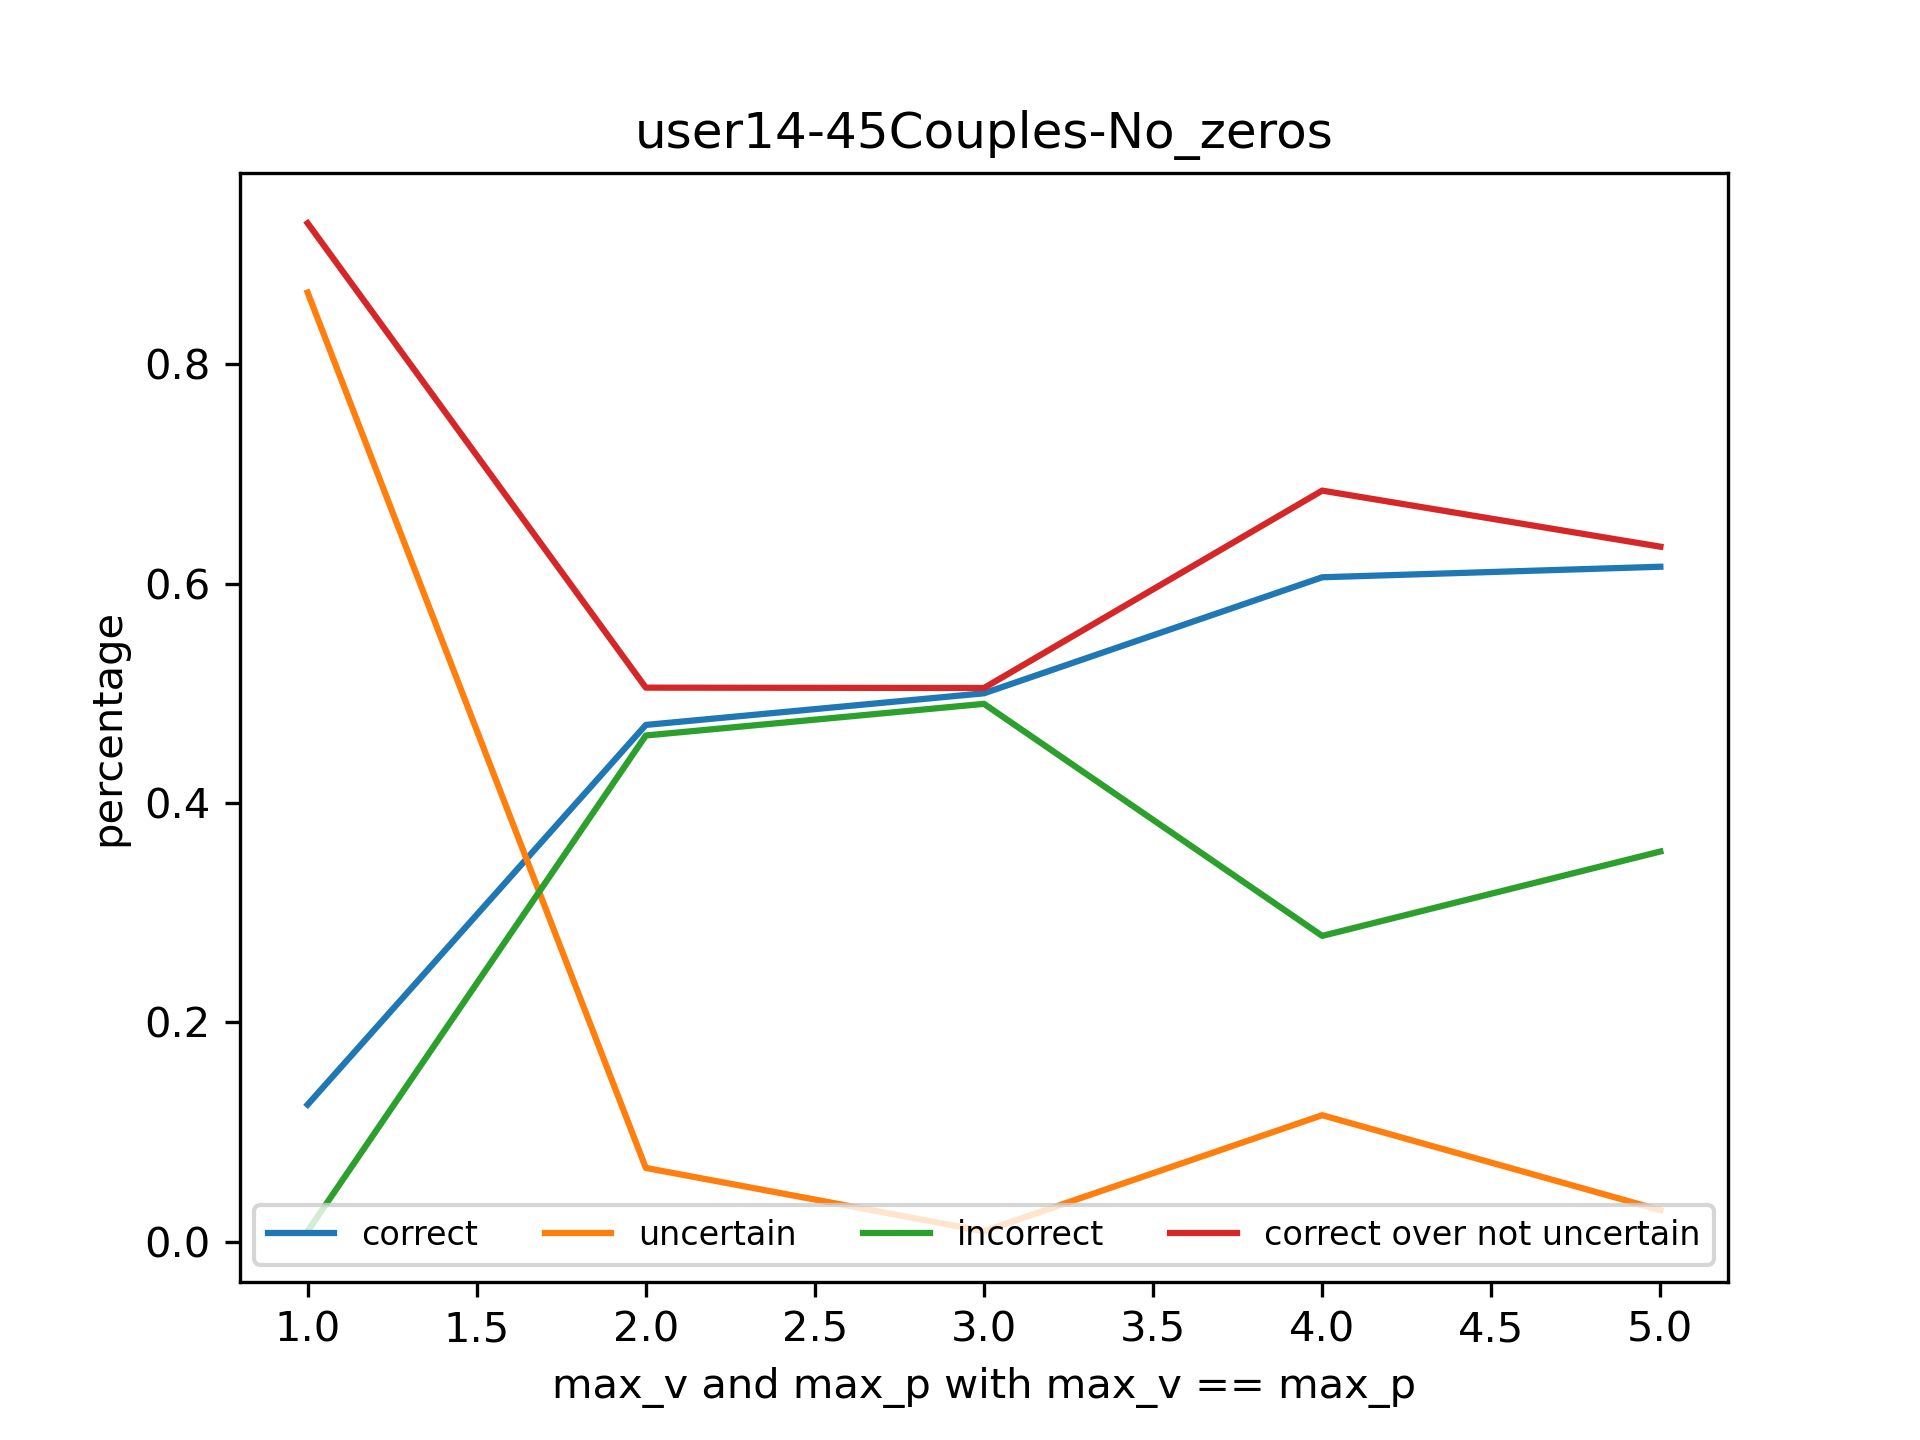 user14-45Couples-No_zeros
percentage
0.8
0.6
0.4
0.2
0.0
correct uncertain incorrect correct over not uncertain
1.0 1.5 2.0 2.5 3.0 3.5 4.0 4.5 5.0
max_v and max_p with max_v == max_p